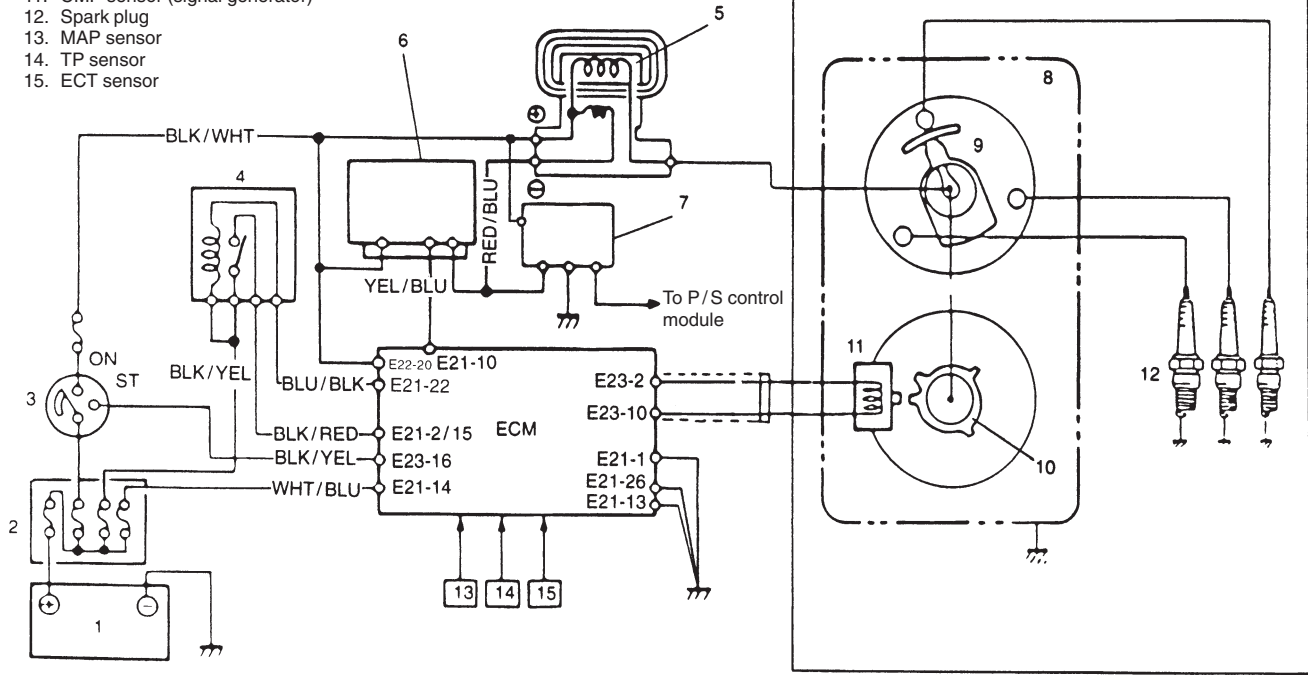 11. CMP sensor (signal generator)
12. Spark plug
13. MAP sensor
14. TP sensor
15. ECT sensor
5
6
8
BLK/WHT
9
4
7
RED/BLU
YEL/BLU
To P/S control
module
11
ON
ST
BLK/YEL
E22-20 E21-10
BLU/BLK
E21-22
E23-2
12
3
E23-10
BLK/RED
E21-2/15
ECM
BLK/YEL
E23-16
E21-1
10
WHT/BLU
E21-14
E21-26
E21-13
2
13
14
15
1